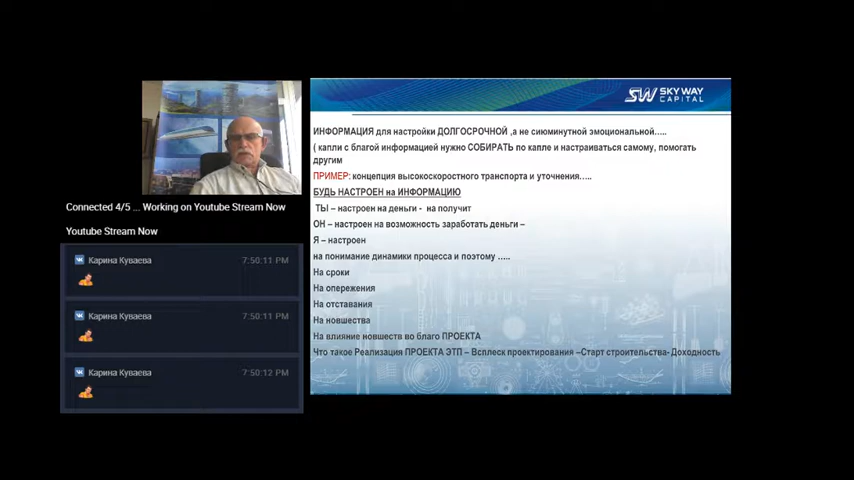 SW SKY WAY
CAPITAL
ИНФОРМАЦИЯ для настройки ДОЛГОСРОЧНОЙ ,а не сиюминутной эмоциональной…..
( капли с благой информацией нужно СОБИРАТЬ по капле и настраиваться самому, помогать
другим
ПРИМЕР: концепция высокоскоростного транспорта и уточнения…..
БУДЬ НАСТРОЕН на ИНФОРМАЦИЮ
ТЫ – настроен на деньги - на получит
ОН – настроен на возможность заработать деньги –
Я – настроен
на понимание динамики процесса и поэтому …..
На сроки
На опережения
На отставания
На новшества
На влияние новшеств во благо ПРОЕКТА
Что такое Реализация ПРОЕКТА ЭТП – Всплеск проектирования –Старт строительства- Доходность
Connected 4/5 ... Working on Youtube Stream Now
Youtube Stream Now
Карина Куваева 7:50:11 PM
Карина Куваева 7:50:11 PM
Карина Куваева 7:50:12 PM